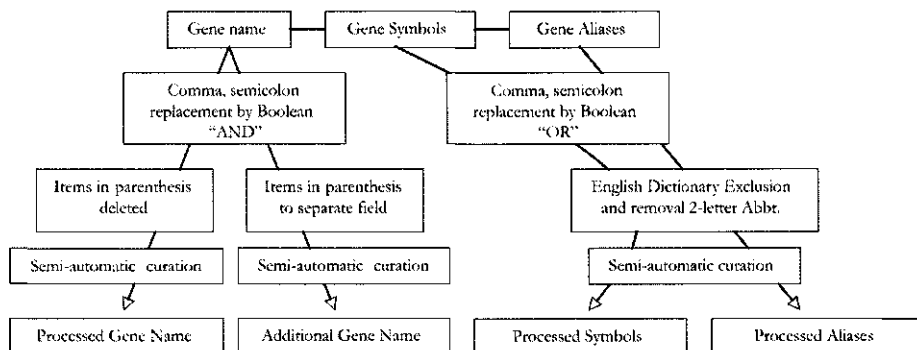 Gene name
Gene Symbols
Gene Aliases
Comma, semicolon
replacement by Boolean
“AND”
Comma, semicolon
replacement by Boolean
“OR”
Items in parenthesis
deleted
Items in parenthesis
to separate field
English Dictionary Exclusion
and removal 2-letter Abbr.
Semi-automatic curation
Semi-automatic curation
Semi-automatic curation
Processed Gene Name
Additional Gene Name
Processed Symbols
Processed Aliases